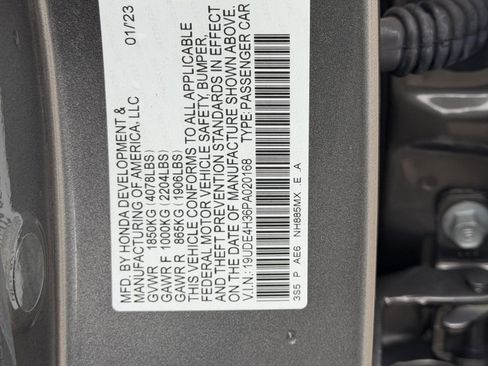 MFD. BY HONDA DEVELOPMENT & 01/23
MANUFACTURING OF AMERICA, LLC
GVWR 1850KG (4078LBS)
GAWR F 1000KG (2204LBS)
GAWR R 865KG (1906LBS)
THIS VEHICLE CONFORMS TO ALL APPLICABLE
FEDERAL MOTOR VEHICLE SAFETY, BUMPER,
AND THEFT PREVENTION STANDARDS IN EFFECT
ON THE DATE OF MANUFACTURE SHOWN ABOVE.
V.I.N.: 19UDE4H36PA020168 TYPE: PASSENGER CAR
3S5 P AE6 NH885MX .E .A